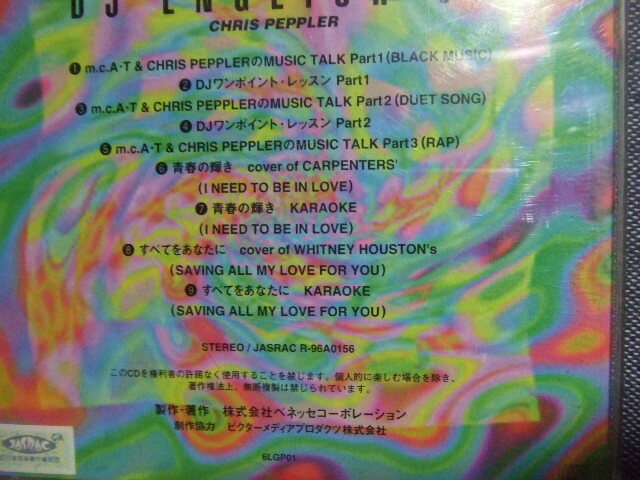 DJ ENGLISH
CHRIS PEPPLER
❶ m.c.A・T & CHRIS PEPPLERのMUSIC TALK Part1 (BLACK MUSIC)
❷ DJワンポイント・レッスン Part1
❸ m.c.A・T & CHRIS PEPPLERのMUSIC TALK Part2 (DUET SONG)
❹ DJワンポイント・レッスン Part2
❺ m.c.A・T & CHRIS PEPPLERのMUSIC TALK Part3 (RAP)
❻ 青春の輝き cover of CARPENTERS'
(I NEED TO BE IN LOVE)
❼ 青春の輝き KARAOKE
(I NEED TO BE IN LOVE)
❽ すべてをあなたに cover of WHITNEY HOUSTON's
(SAVING ALL MY LOVE FOR YOU)
❾ すべてをあなたに KARAOKE
(SAVING ALL MY LOVE FOR YOU)
STEREO / JASRAC R-96A0156
このCDを権利者の許諾なく使用することを禁じます。個人的に楽しむ場合を除き、
著作権法上、無断複製は禁じられています。
製作・著作 株式会社ベネッセコーポレーション
制作協力 ビクターメディアプロダクツ株式会社
JASRAC
5LGP01